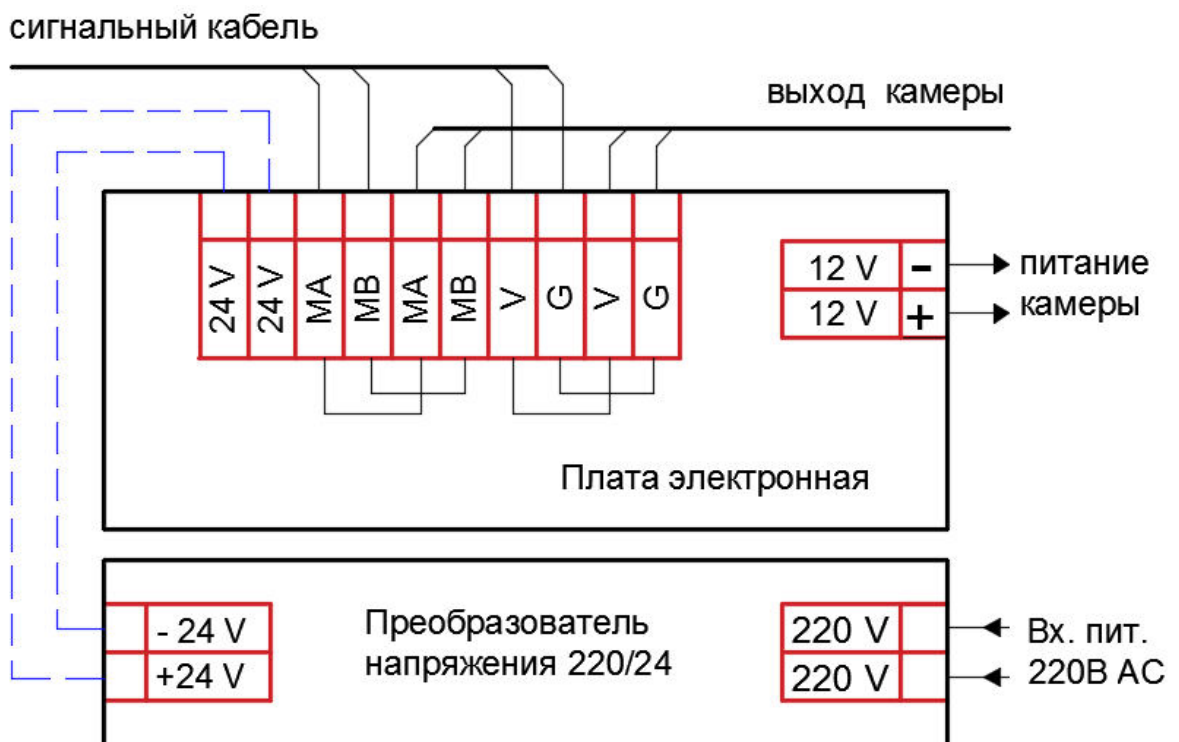 сигнальный кабель
выход камеры
24 V
24 V
MA
MB
MA
MB
V
G
V
G
12 V -
12 V +
питание
камеры
Плата электронная
- 24 V
+24 V
Преобразователь
напряжения 220/24
220 V
220 V
Вх. пит.
220В AC